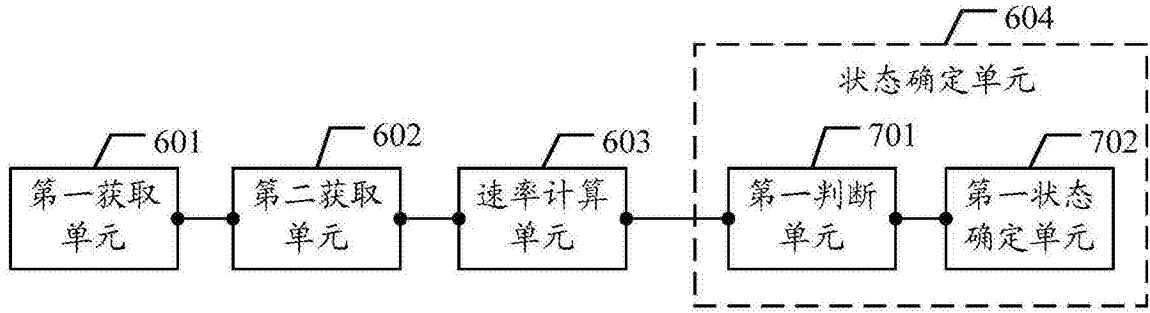 604
状态确定单元
601
602
603
701
702
第一获取
单元
第二获取
单元
速率计算
单元
第一判断
单元
第一状态
确定单元